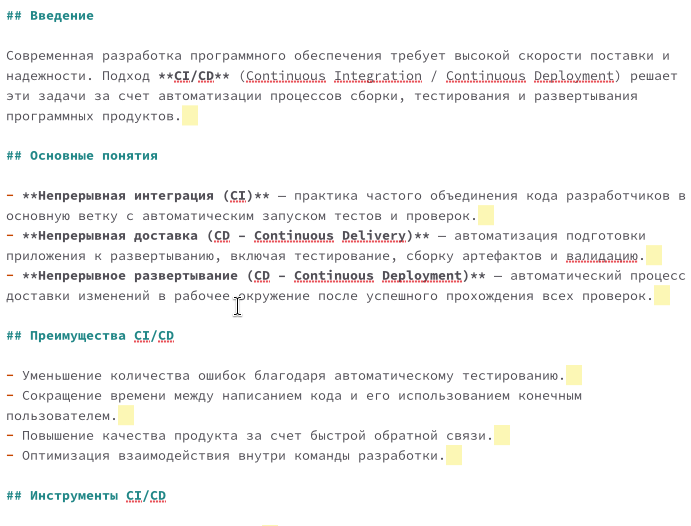 ## Введение
Современная разработка программного обеспечения требует высокой скорости поставки и
надежности. Подход **CI/CD** (Continuous Integration / Continuous Deployment) решает
эти задачи за счет автоматизации процессов сборки, тестирования и развертывания
программных продуктов.
## Основные понятия
- **Непрерывная интеграция (CI)** — практика частого объединения кода разработчиков в
основную ветку с автоматическим запуском тестов и проверок.
- **Непрерывная доставка (CD – Continuous Delivery)** — автоматизация подготовки
приложения к развертыванию, включая тестирование, сборку артефактов и валидацию.
- **Непрерывное развертывание (CD – Continuous Deployment)** — автоматический процесс
доставки изменений в рабочее окружение после успешного прохождения всех проверок.
## Преимущества CI/CD
- Уменьшение количества ошибок благодаря автоматическому тестированию.
- Сокращение времени между написанием кода и его использованием конечным
пользователем.
- Повышение качества продукта за счет быстрой обратной связи.
- Оптимизация взаимодействия внутри команды разработки.
## Инструменты CI/CD